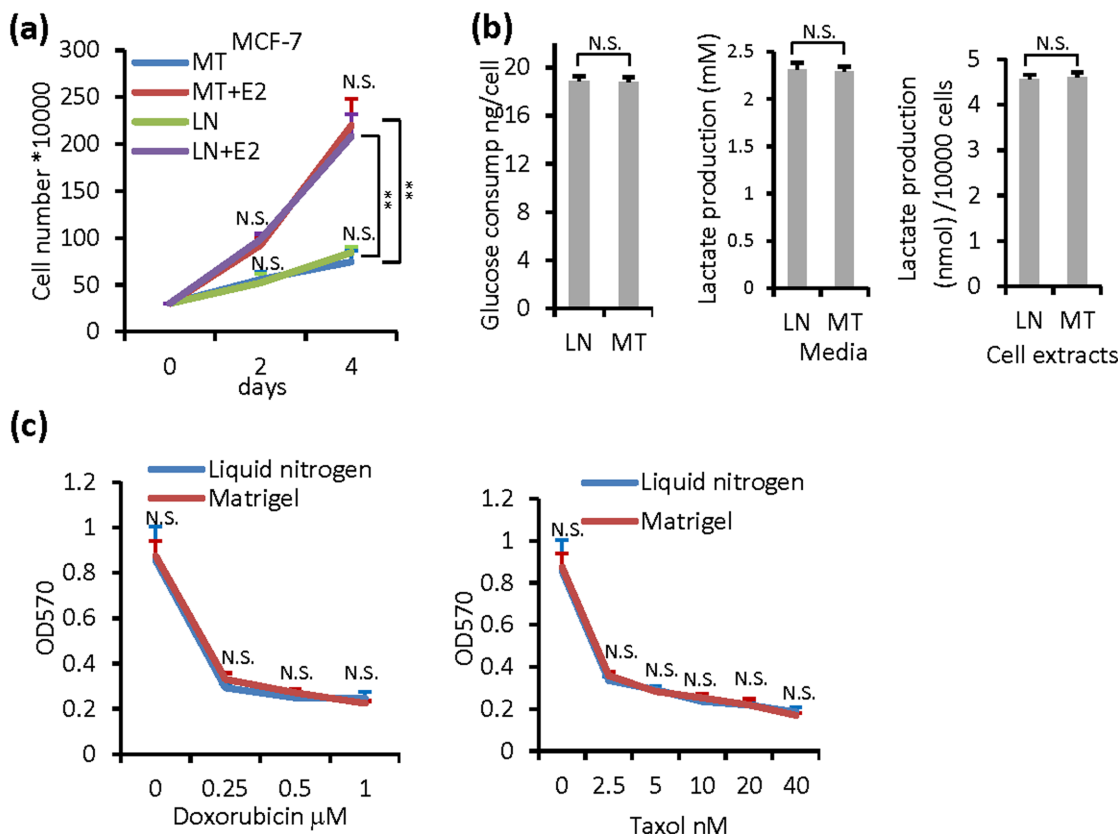 (a)
MCF-7
MT
MT+E2
LN
LN+E2
Cell number *10000
300
250
200
150
100
50
0
N.S.
N.S.
N.S.
N.S.
**
**
0 2 4
days
(b)
N.S.
Glucose consump ng/cell
20
16
12
8
4
0
LN MT
N.S.
Lactate production (mM)
2.5
2
1.5
1
0.5
0
LN MT
Media
N.S.
Lactate production
(nmol) /10000 cells
5
4
3
2
1
0
LN MT
Cell extracts
(c)
Liquid nitrogen
Matrigel
OD570
1.2
1
0.8
0.6
0.4
0.2
0
N.S.
N.S.
N.S.
N.S.
0 0.25 0.5 1
Doxorubicin μM
Liquid nitrogen
Matrigel
OD570
1.2
1
0.8
0.6
0.4
0.2
0
N.S.
N.S.
N.S.
N.S.
N.S.
N.S.
0 2.5 5 10 20 40
Taxol nM